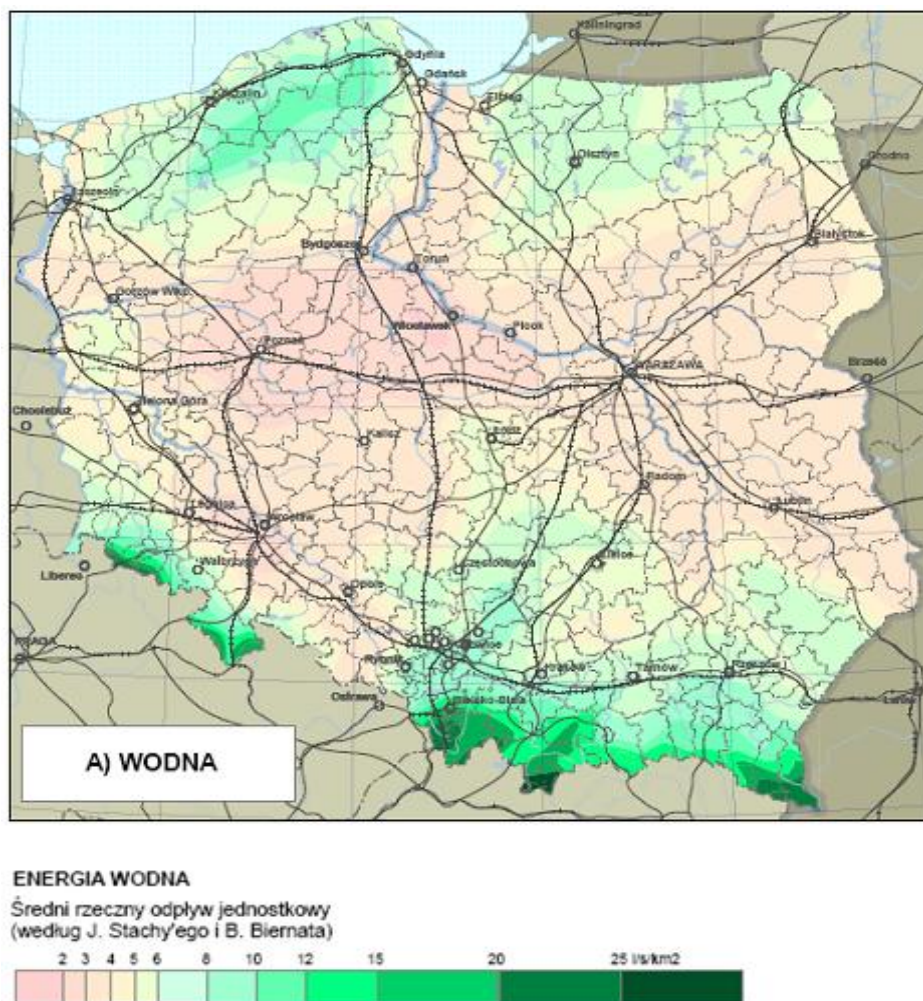 Kaliningrad
Gdynia
Gdańsk
Elbląg
Olsztyn
Grodno
Szczecin
Białystok
Bydgoszcz
Toruń
Gorzów Wlkp.
Włocławek
Płock
Poznań
WARSZAWA
Brześć
Zielona Góra
Kalisz
Radom
Lublin
Wrocław
Kielce
Częstochowa
Liberec
Wałbrzych
Opole
PRAGA
Rybnik
Kraków
Tarnów
Rzeszów
Ostrawa
Bielsko-Biała
A) WODNA
ENERGIA WODNA
Średni rzeczny odpływ jednostkowy
(według J. Stachy'ego i B. Biernata)
2 3 4 5 6 8 10 12 15 20 25 l/s/km2